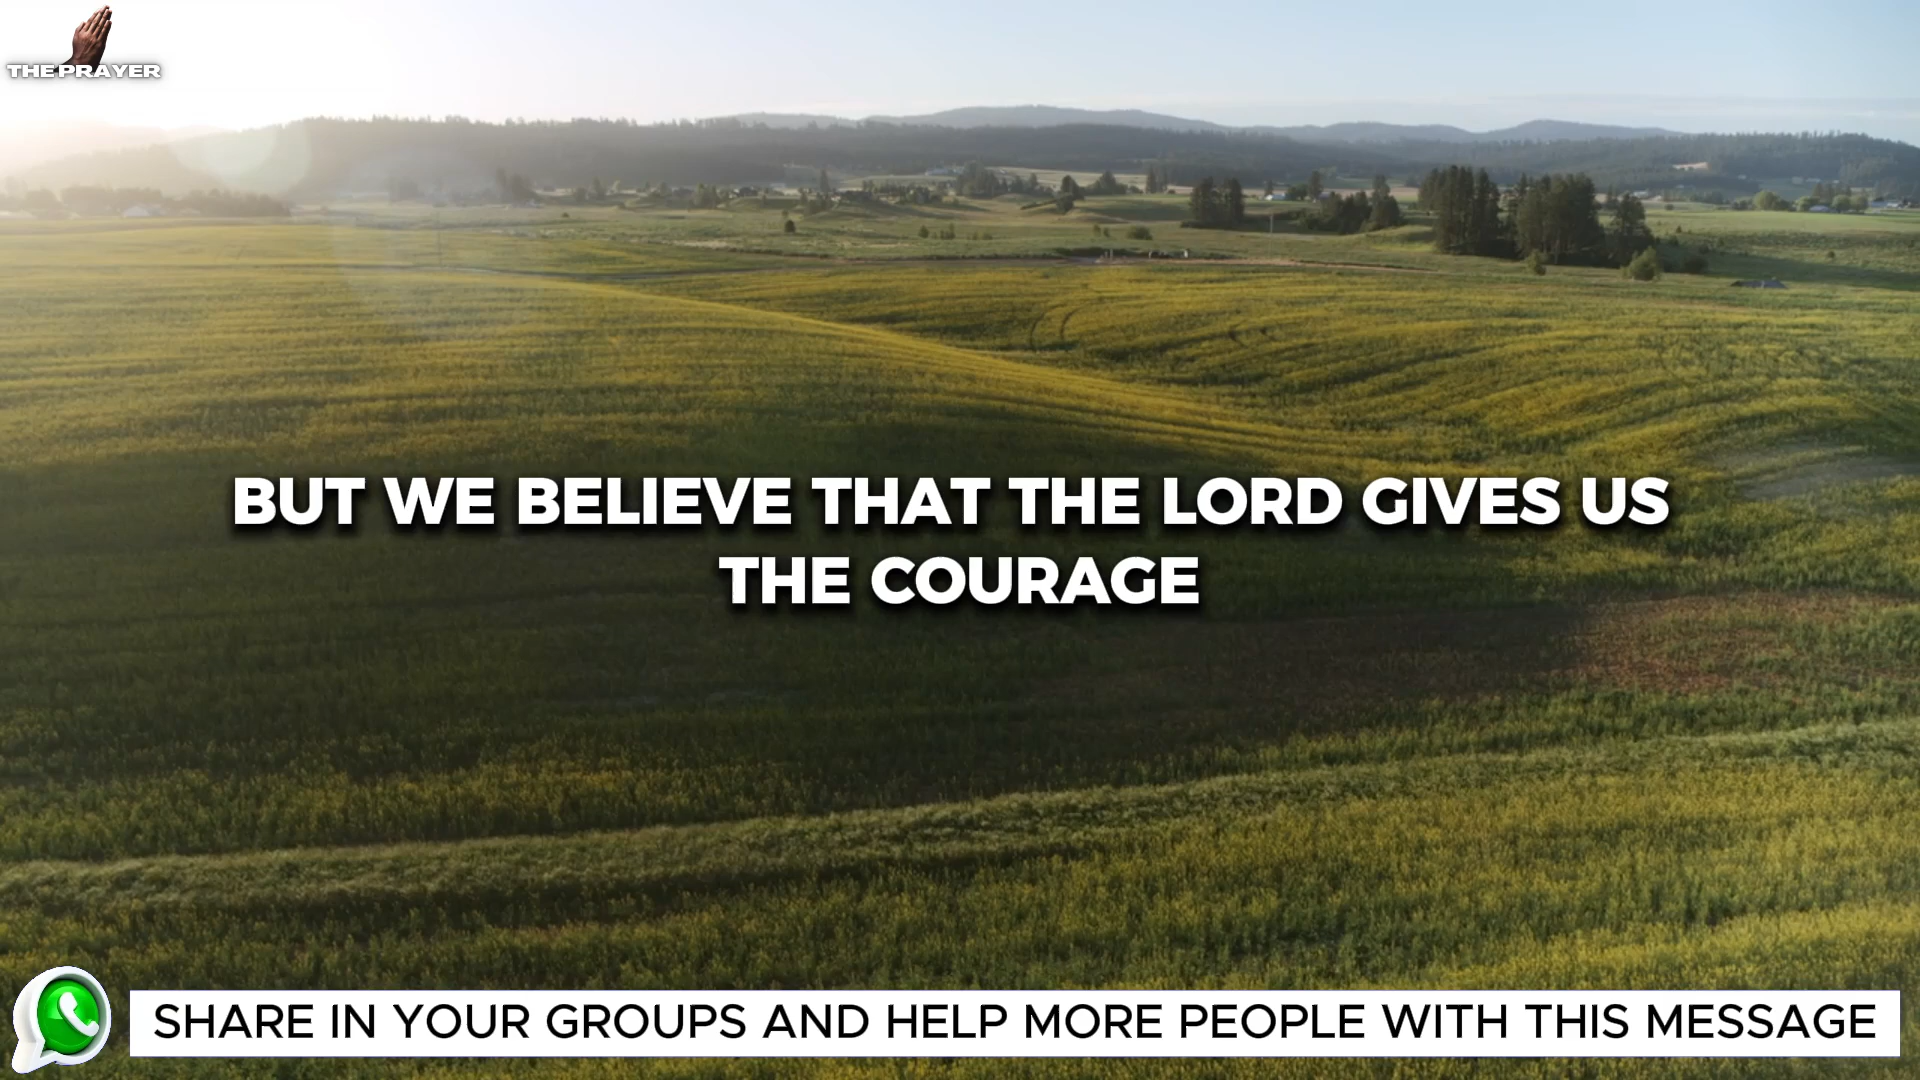 THE PRAYER
BUT WE BELIEVE THAT THE LORD GIVES US
THE COURAGE
SHARE IN YOUR GROUPS AND HELP MORE PEOPLE WITH THIS MESSAGE